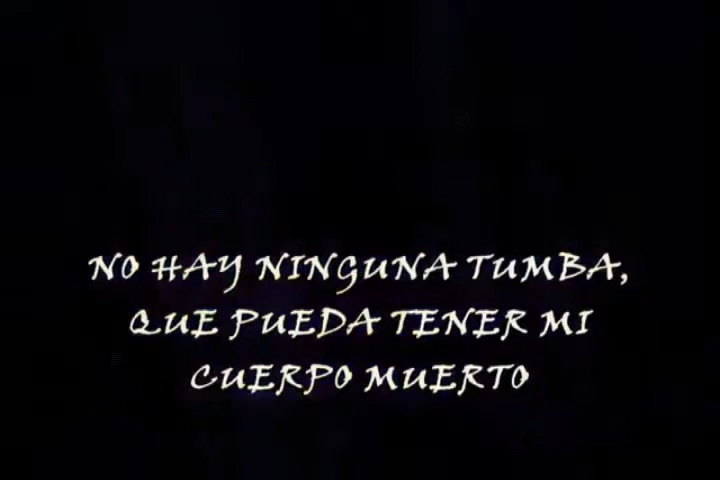 NO HAY NINGUNA TUMBA,
QUE PUEDA TENER MI
CUERPO MUERTO